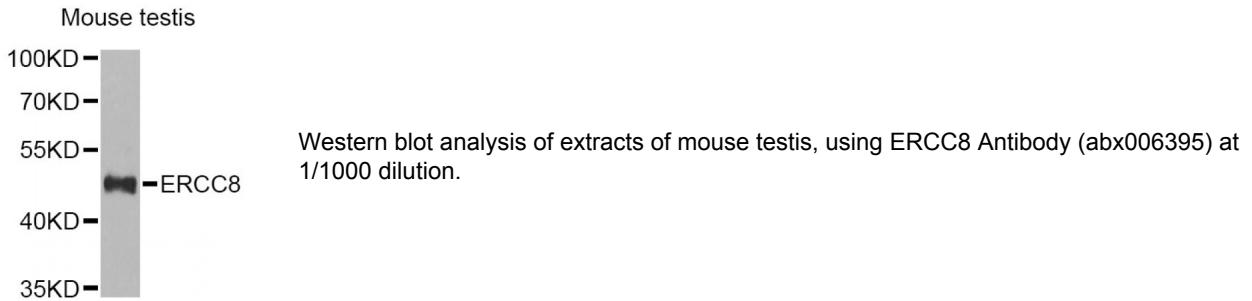 Mouse testis
100KD
70KD
55KD
ERCC8
40KD
35KD
Western blot analysis of extracts of mouse testis, using ERCC8 Antibody (abx006395) at
1/1000 dilution.